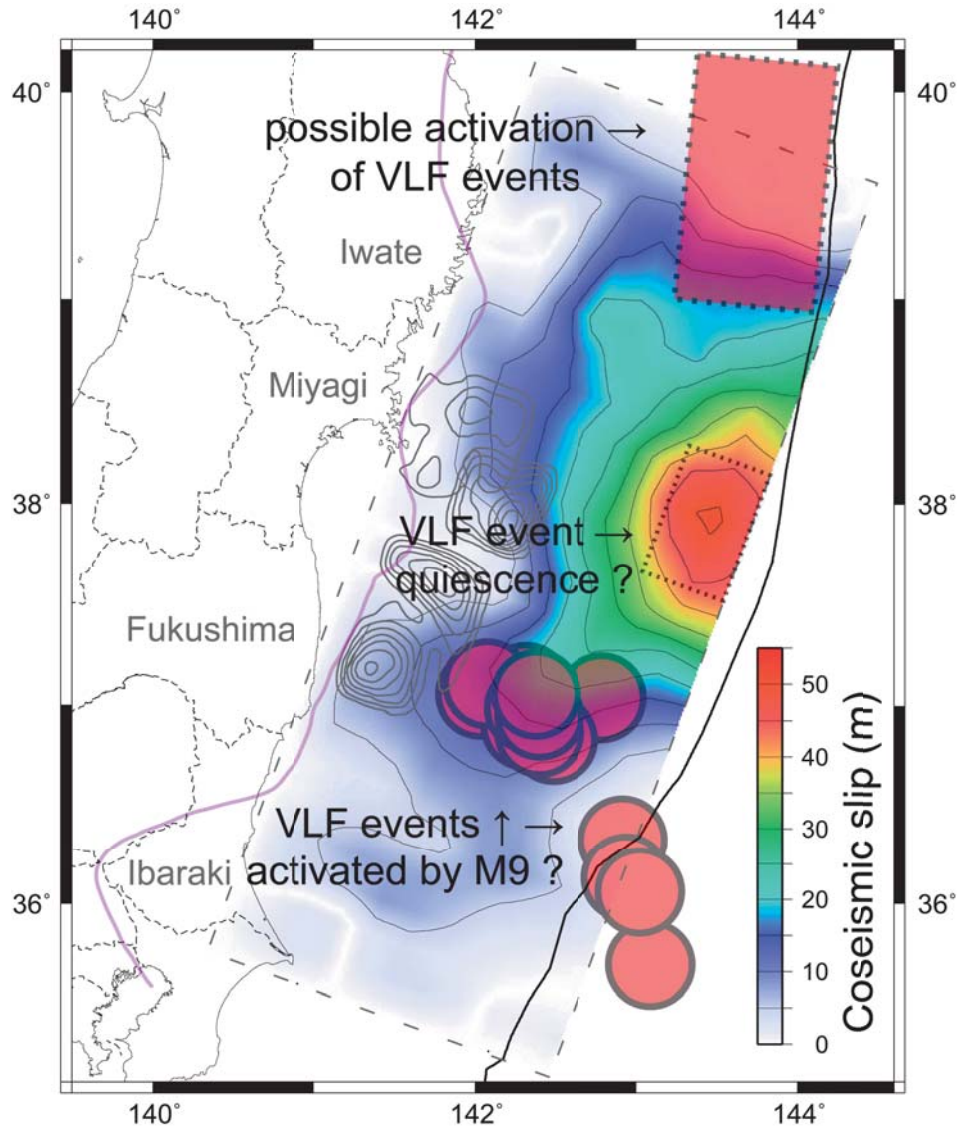 140° 142° 144°
40°
possible activation →
of VLF events
Iwate
Miyagi
38°
38°
VLF event →
quiescence ?
Fukushima
50
40
30
20
10
0
Coseismic slip (m)
VLF events ↑ →
activated by M9 ?
Ibaraki
36°
36°
40°
140° 142° 144°